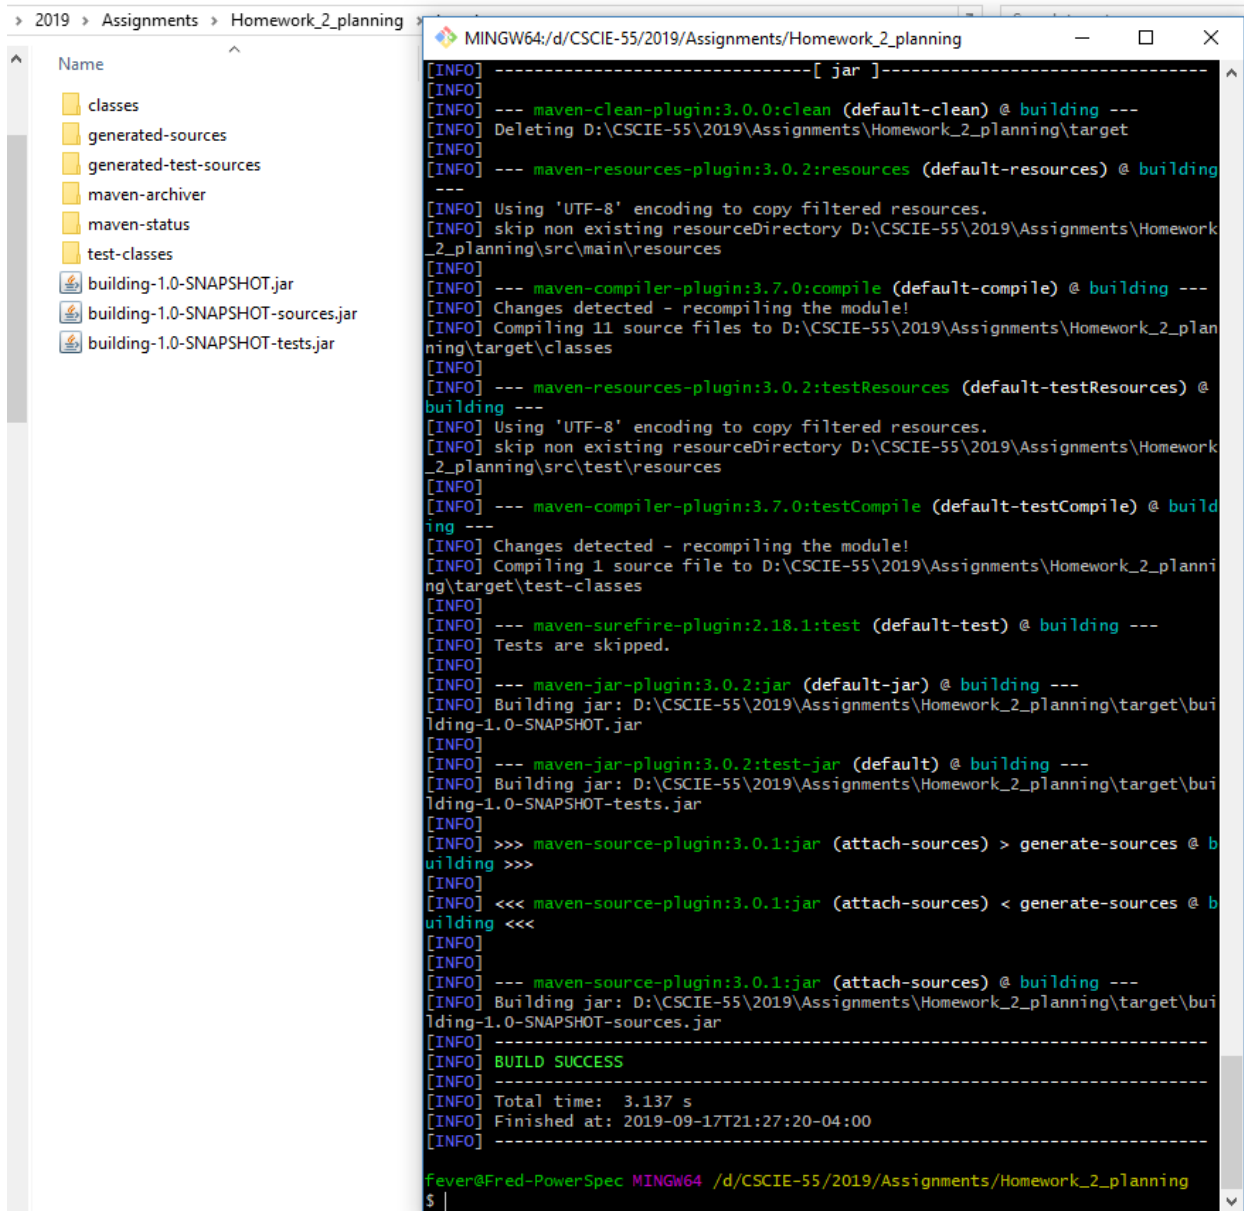 2019 > Assignments > Homework_2_planning >
Name
classes
generated-sources
generated-test-sources
maven-archiver
maven-status
test-classes
building-1.0-SNAPSHOT.jar
building-1.0-SNAPSHOT-sources.jar
building-1.0-SNAPSHOT-tests.jar
MINGW64:/d/CSCIE-55/2019/Assignments/Homework_2_planning
[INFO] --------------------------------[ jar ]---------------------------------
[INFO]
[INFO] --- maven-clean-plugin:3.0.0:clean (default-clean) @ building ---
[INFO] Deleting D:\CSCIE-55\2019\Assignments\Homework_2_planning\target
[INFO]
[INFO] --- maven-resources-plugin:3.0.2:resources (default-resources) @ building
---
[INFO] Using 'UTF-8' encoding to copy filtered resources.
[INFO] skip non existing resourceDirectory D:\CSCIE-55\2019\Assignments\Homework
_2_planning\src\main\resources
[INFO]
[INFO] --- maven-compiler-plugin:3.7.0:compile (default-compile) @ building ---
[INFO] Changes detected - recompiling the module!
[INFO] Compiling 11 source files to D:\CSCIE-55\2019\Assignments\Homework_2_plan
ning\target\classes
[INFO]
[INFO] --- maven-resources-plugin:3.0.2:testResources (default-testResources) @
building ---
[INFO] Using 'UTF-8' encoding to copy filtered resources.
[INFO] skip non existing resourceDirectory D:\CSCIE-55\2019\Assignments\Homework
_2_planning\src\test\resources
[INFO]
[INFO] --- maven-compiler-plugin:3.7.0:testCompile (default-testCompile) @ build
ing ---
[INFO] Changes detected - recompiling the module!
[INFO] Compiling 1 source file to D:\CSCIE-55\2019\Assignments\Homework_2_planni
ng\target\test-classes
[INFO]
[INFO] --- maven-surefire-plugin:2.18.1:test (default-test) @ building ---
[INFO] Tests are skipped.
[INFO]
[INFO] --- maven-jar-plugin:3.0.2:jar (default-jar) @ building ---
[INFO] Building jar: D:\CSCIE-55\2019\Assignments\Homework_2_planning\target\bui
lding-1.0-SNAPSHOT.jar
[INFO]
[INFO] --- maven-jar-plugin:3.0.2:test-jar (default) @ building ---
[INFO] Building jar: D:\CSCIE-55\2019\Assignments\Homework_2_planning\target\bui
lding-1.0-SNAPSHOT-tests.jar
[INFO]
[INFO] >>> maven-source-plugin:3.0.1:jar (attach-sources) > generate-sources @ b
uilding >>>
[INFO]
[INFO] <<< maven-source-plugin:3.0.1:jar (attach-sources) < generate-sources @ b
uilding <<<
[INFO]
[INFO]
[INFO] --- maven-source-plugin:3.0.1:jar (attach-sources) @ building ---
[INFO] Building jar: D:\CSCIE-55\2019\Assignments\Homework_2_planning\target\bui
lding-1.0-SNAPSHOT-sources.jar
[INFO] ------------------------------------------------------------------------
[INFO] BUILD SUCCESS
[INFO] ------------------------------------------------------------------------
[INFO] Total time:  3.137 s
[INFO] Finished at: 2019-09-17T21:27:20-04:00
[INFO] ------------------------------------------------------------------------
fever@Fred-PowerSpec MINGW64 /d/CSCIE-55/2019/Assignments/Homework_2_planning
$